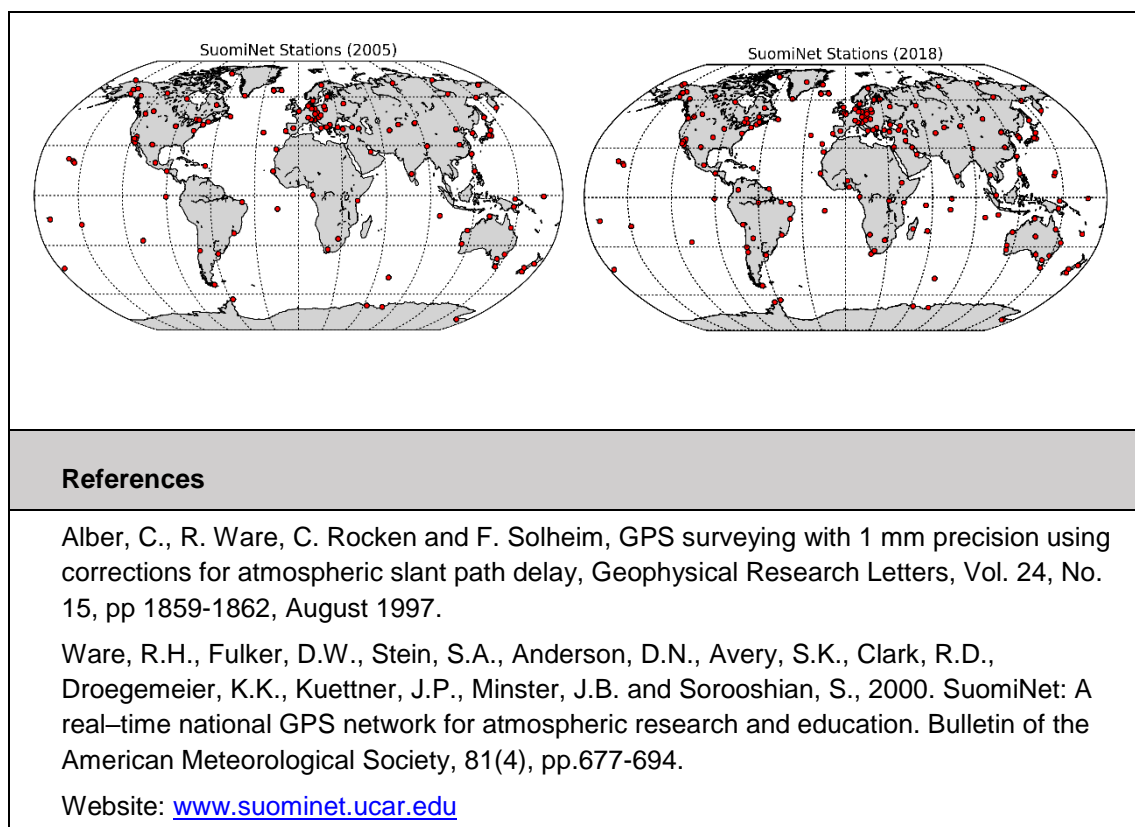 SuomiNet Stations (2005)
SuomiNet Stations (2018)
References
Alber, C., R. Ware, C. Rocken and F. Solheim, GPS surveying with 1 mm precision using
corrections for atmospheric slant path delay, Geophysical Research Letters, Vol. 24, No.
15, pp 1859-1862, August 1997.
Ware, R.H., Fulker, D.W., Stein, S.A., Anderson, D.N., Avery, S.K., Clark, R.D.,
Droegemeier, K.K., Kuettner, J.P., Minster, J.B. and Sorooshian, S., 2000. SuomiNet: A
real–time national GPS network for atmospheric research and education. Bulletin of the
American Meteorological Society, 81(4), pp.677-694.
Website: www.suominet.ucar.edu